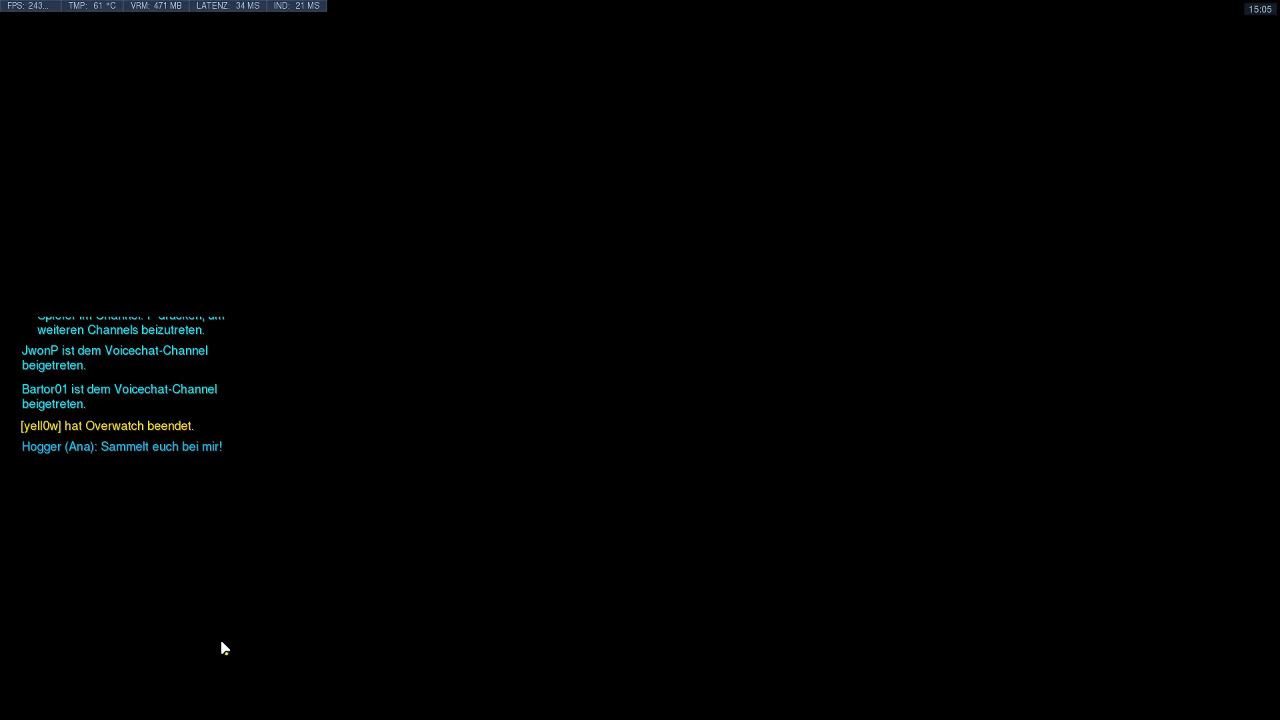 FPS: 243... TMP: 61 °C VRM: 471 MB LATENZ: 34 MS IND: 21 MS
15:05
weiteren Channels beizutreten.
JwonP ist dem Voicechat-Channel
beigetreten.
Bartor01 ist dem Voicechat-Channel
beigetreten.
[yell0w] hat Overwatch beendet.
Hogger (Ana): Sammelt euch bei mir!